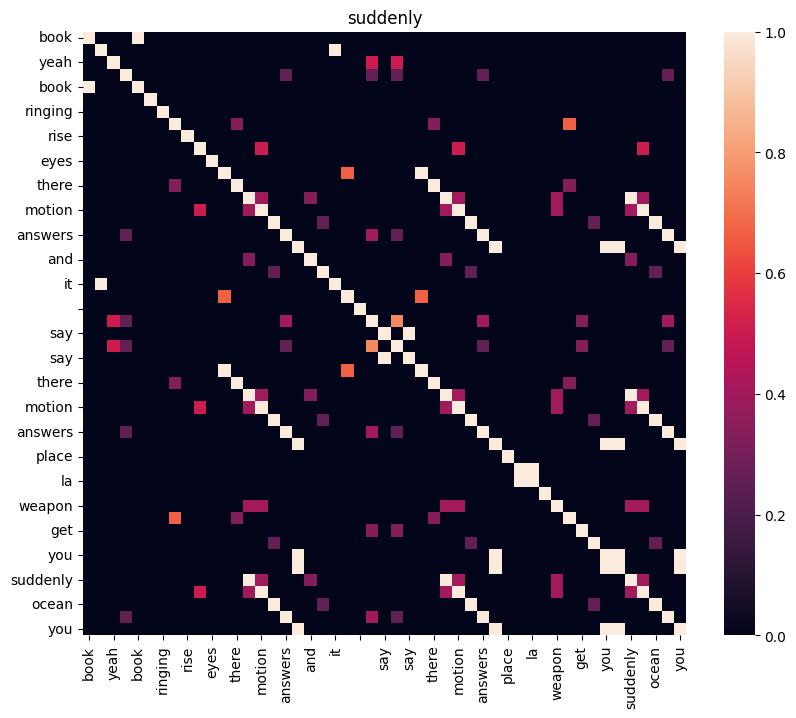 suddenly
book
yeah
book
ringing
rise
eyes
there
motion
answers
and
it
say
say
there
motion
answers
place
la
weapon
get
you
suddenly
ocean
you
book
yeah
book
ringing
rise
eyes
there
motion
answers
and
it
say
say
there
motion
answers
place
la
weapon
get
you
suddenly
ocean
you
1.0
0.8
0.6
0.4
0.2
0.0